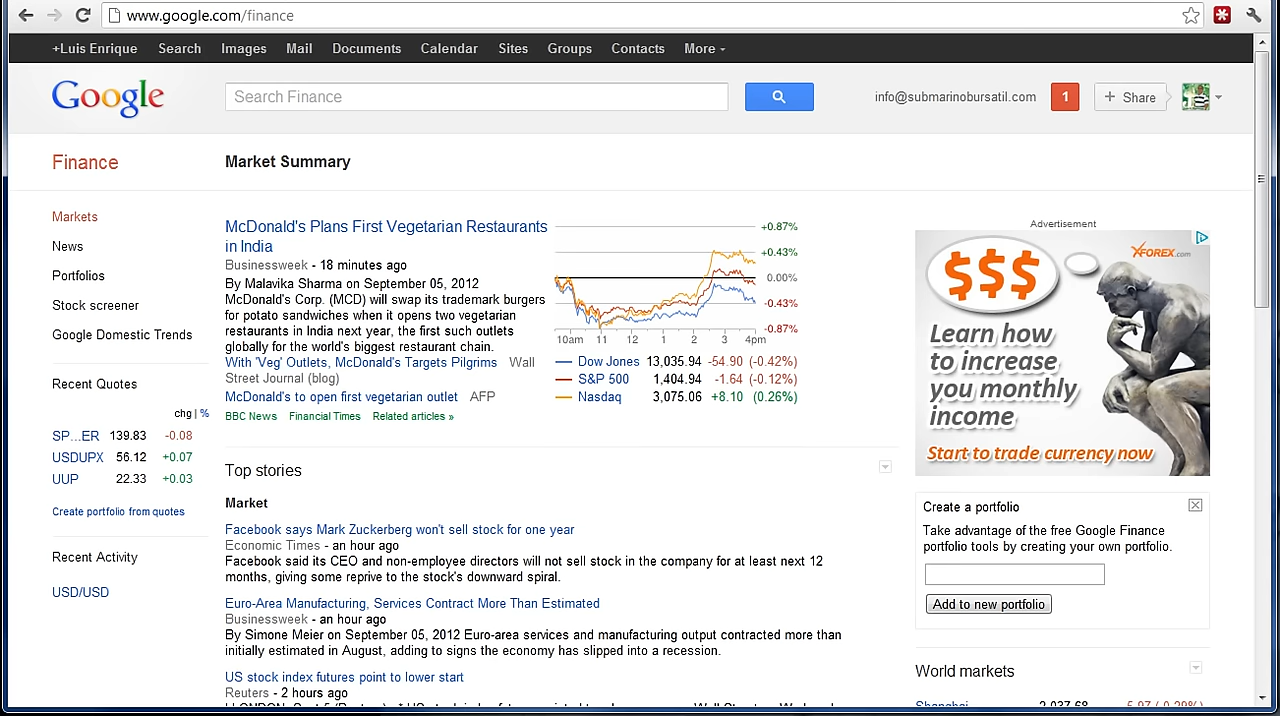 www.google.com/finance
+Luis Enrique Search Images Mail Documents Calendar Sites Groups Contacts More
Google
Search Finance
info@submarinobursatil.com
1
+ Share
Finance
Market Summary
Markets
News
Portfolios
Stock screener
Google Domestic Trends
Recent Quotes
chg | %
SP...ER 139.83 -0.08
USDUPX 56.12 +0.07
UUP 22.33 +0.03
Create portfolio from quotes
Recent Activity
USD/USD
McDonald's Plans First Vegetarian Restaurants
in India
Businessweek - 18 minutes ago
By Malavika Sharma on September 05, 2012
McDonald's Corp. (MCD) will swap its trademark burgers
for potato sandwiches when it opens two vegetarian
restaurants in India next year, the first such outlets
globally for the world's biggest restaurant chain.
With 'Veg' Outlets, McDonald's Targets Pilgrims Wall
Street Journal (blog)
McDonald's to open first vegetarian outlet AFP
BBC News Financial Times Related articles »
+0.87%
+0.43%
0.00%
-0.43%
-0.87%
10am 11 12 1 2 3 4pm
Dow Jones 13,035.94 -54.90 (-0.42%)
S&P 500 1,404.94 -1.64 (-0.12%)
Nasdaq 3,075.06 +8.10 (0.26%)
Top stories
Market
Facebook says Mark Zuckerberg won't sell stock for one year
Economic Times - an hour ago
Facebook said its CEO and non-employee directors will not sell stock in the company for at least next 12
months, giving some reprive to the stock's downward spiral.
Euro-Area Manufacturing, Services Contract More Than Estimated
Businessweek - an hour ago
By Simone Meier on September 05, 2012 Euro-area services and manufacturing output contracted more than
initially estimated in August, adding to signs the economy has slipped into a recession.
US stock index futures point to lower start
Reuters - 2 hours ago
Advertisement
XFOREX.com
$$$
Learn how
to increase
you monthly
income
Start to trade currency now
Create a portfolio
Take advantage of the free Google Finance
portfolio tools by creating your own portfolio.
Add to new portfolio
World markets
Shanghai 2,037.68